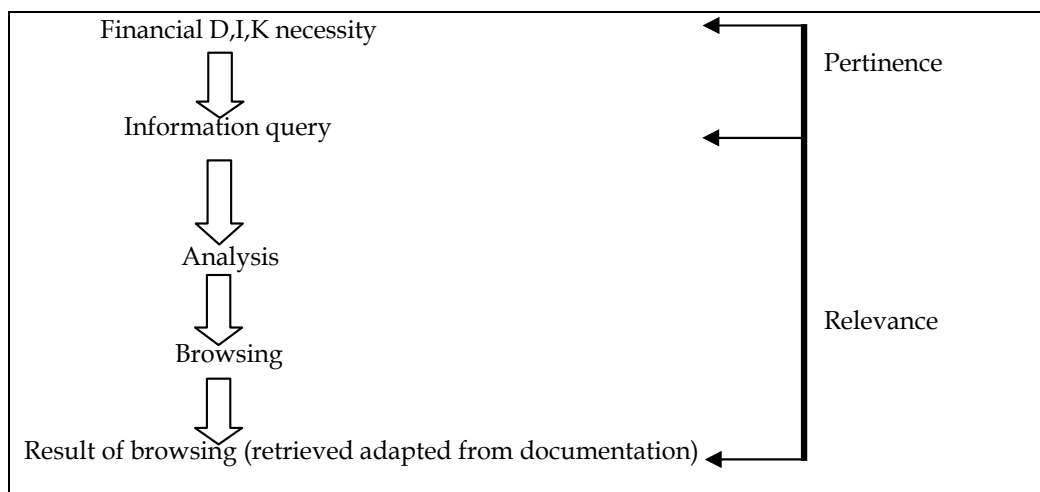 Financial D,I,K necessity
Pertinence
Information query
Analysis
Relevance
Browsing
Result of browsing (retrieved adapted from documentation)